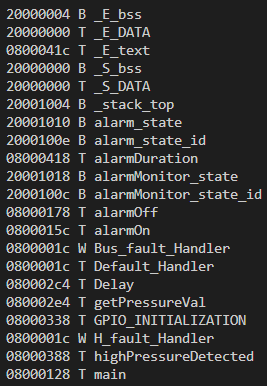 20000004 B _E_bss
20000000 T _E_DATA
0800041c T _E_text
20000000 B _S_bss
20000000 T _S_DATA
20001004 B _stack_top
20001010 B alarm_state
2000100e B alarm_state_id
08000418 T alarmDuration
20001018 B alarmMonitor_state
2000100c B alarmMonitor_state_id
08000178 T alarmOff
0800015c T alarmOn
0800001c W Bus_fault_Handler
0800001c T Default_Handler
080002c4 T Delay
080002e4 T getPressureVal
08000338 T GPIO_INITIALIZATION
0800001c W H_fault_Handler
08000388 T highPressureDetected
08000128 T main